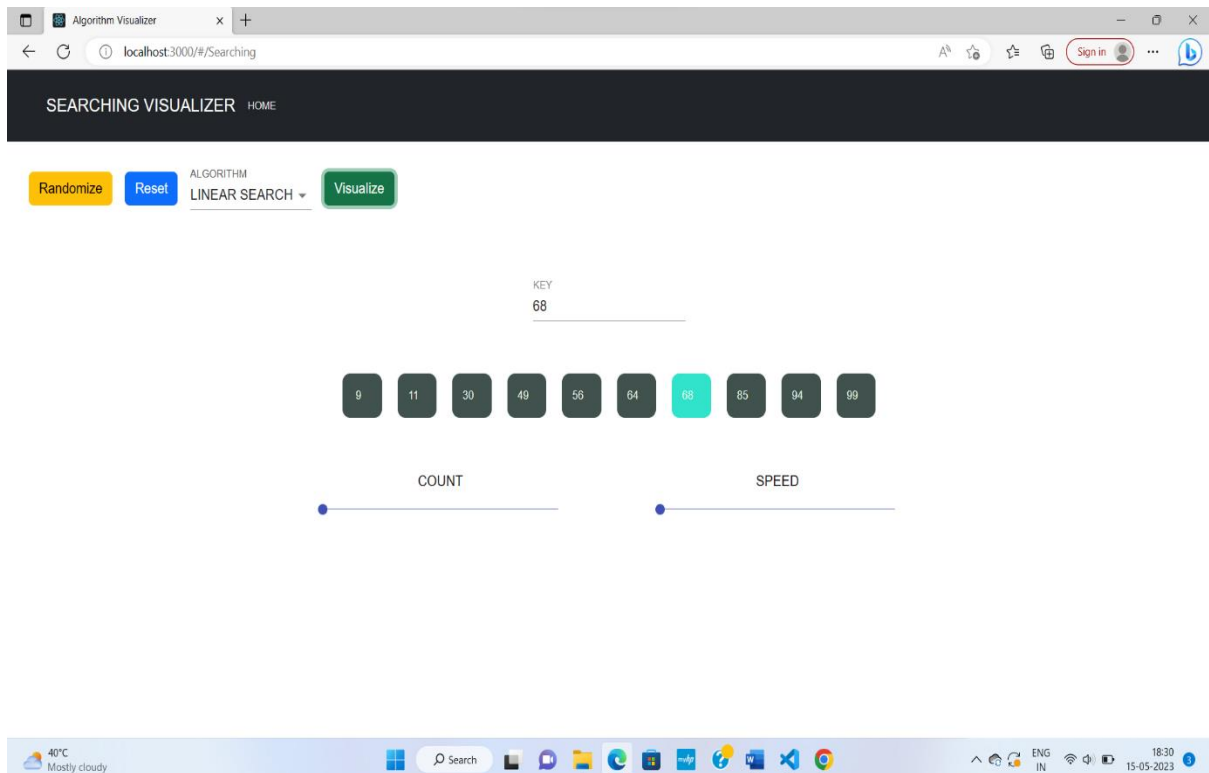 Algorithm Visualizer
localhost:3000/#/Searching
Sign in
SEARCHING VISUALIZER HOME
Randomize
Reset
ALGORITHM
LINEAR SEARCH
Visualize
KEY
68
9 11 30 49 56 64 68 85 94 99
COUNT SPEED
40°C
Mostly cloudy
Search
ENG
IN
18:30
15-05-2023
3